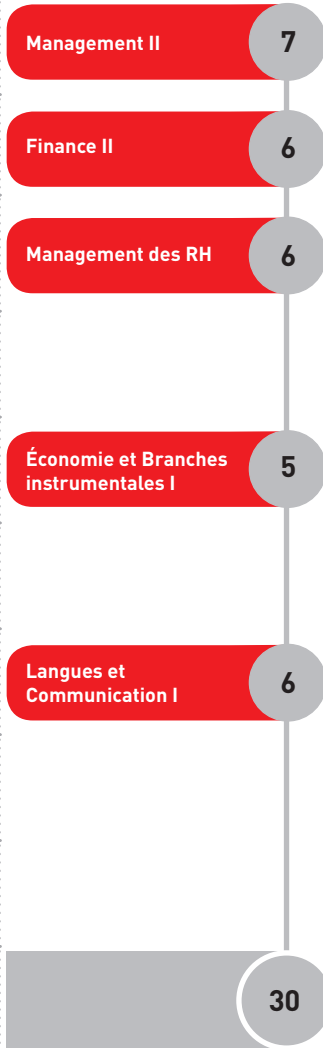 Management II 7
Finance II 6
Management des RH 6
Économie et Branches
instrumentales I 5
Langues et
Communication I 6
30